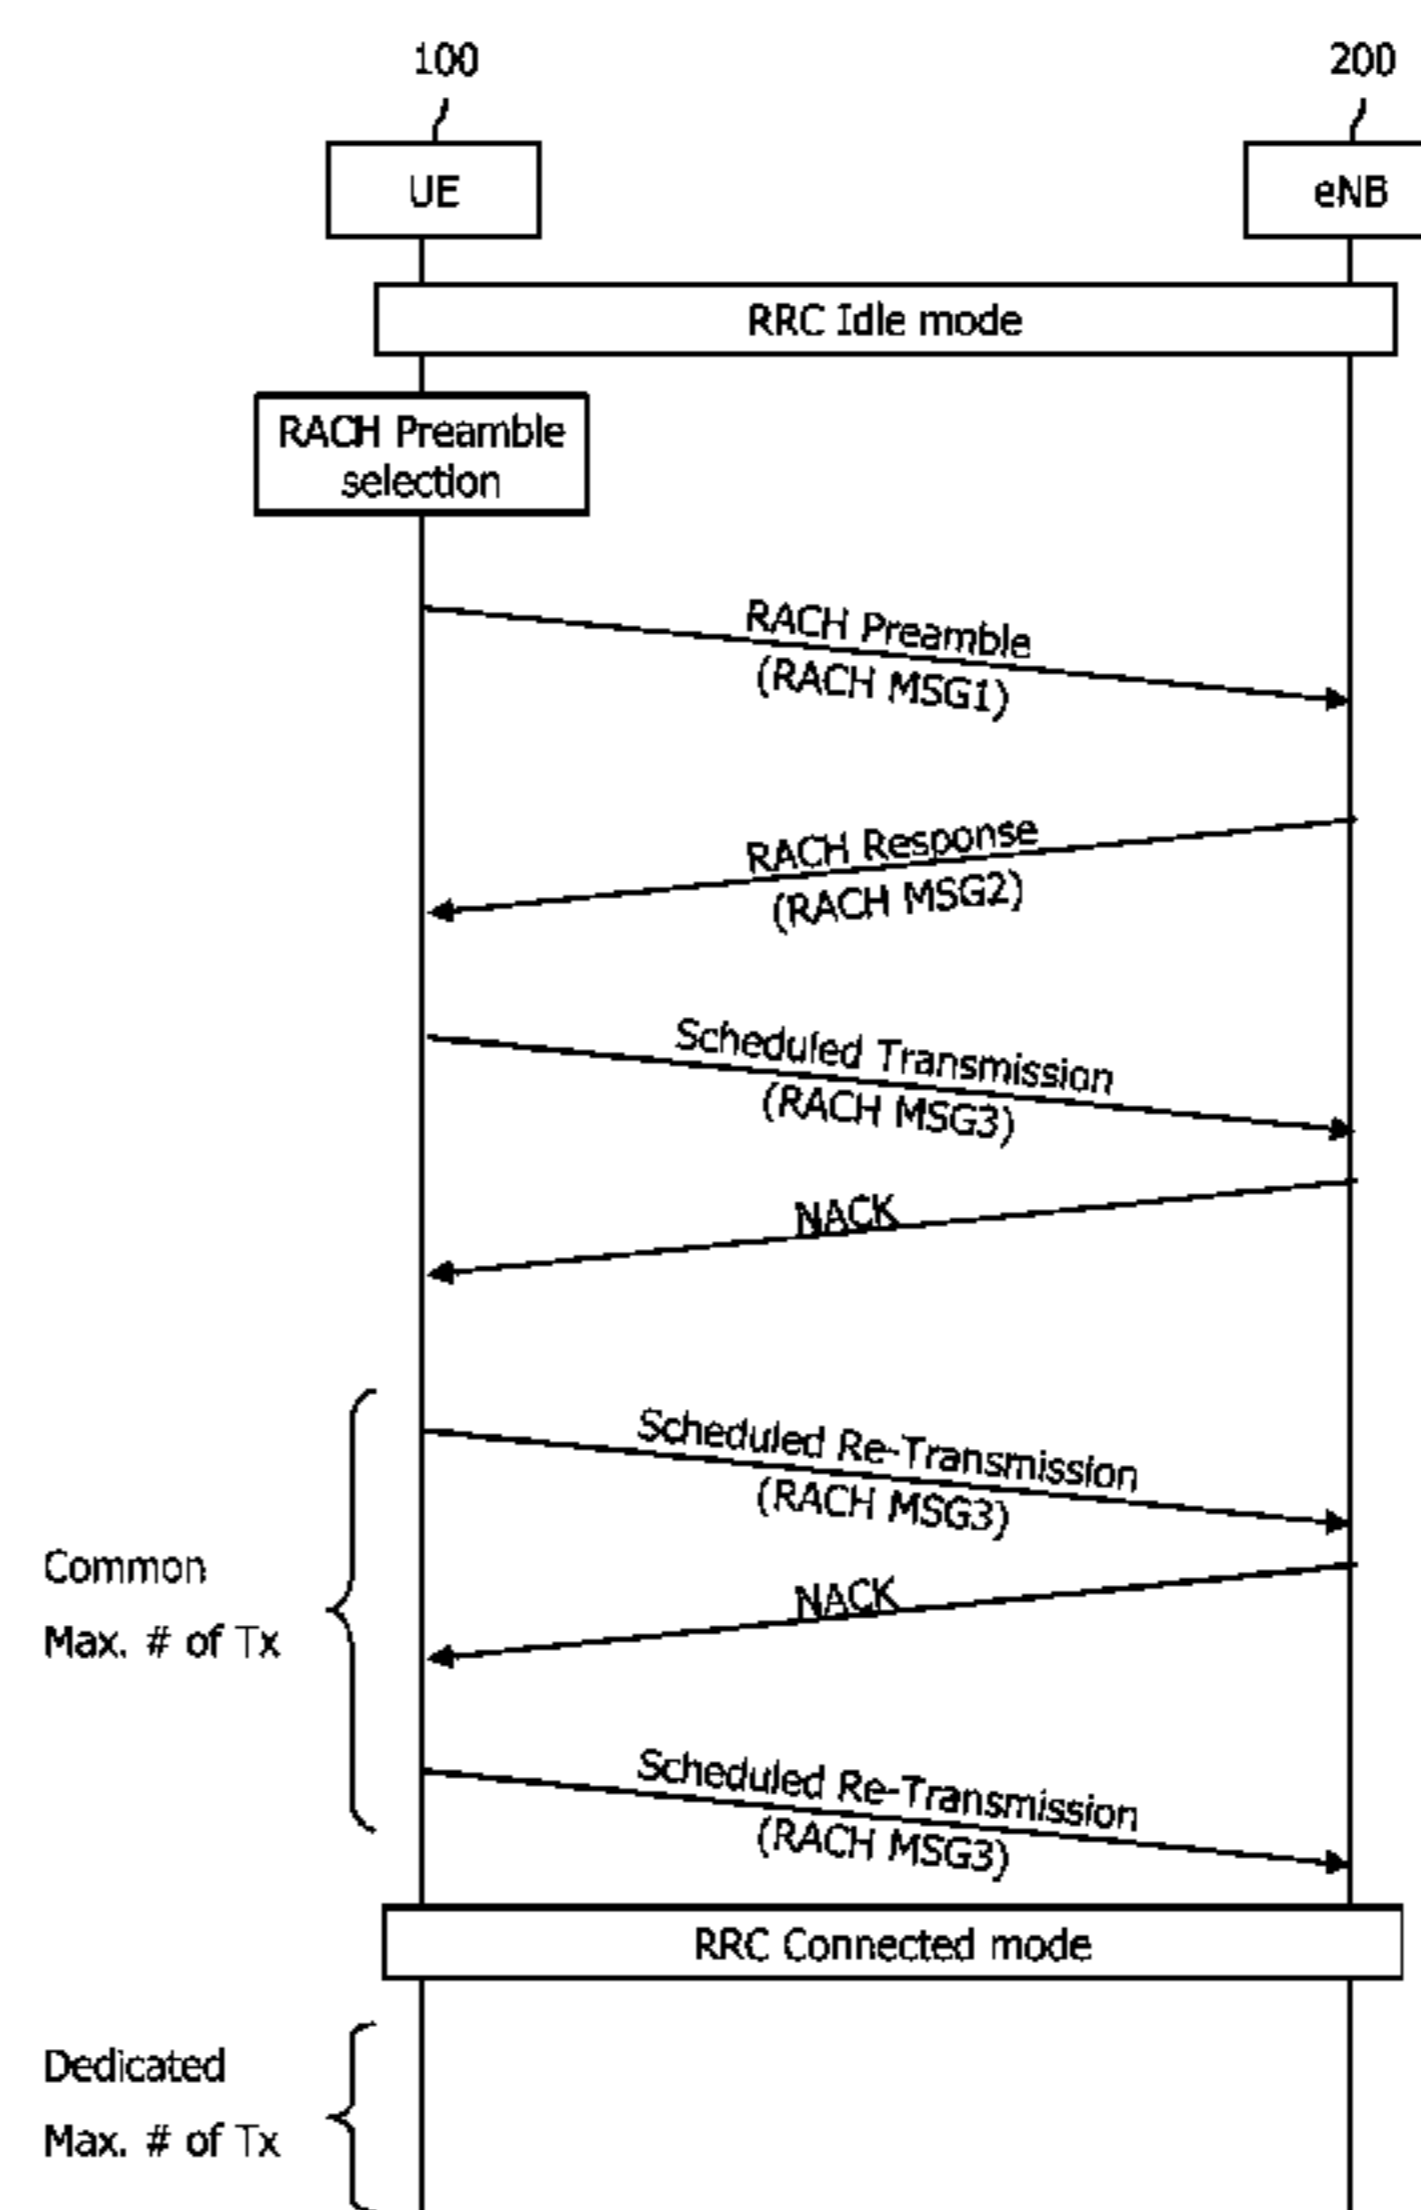 100
200
UE
eNB
RRC Idle mode
RACH Preamble
selection
RACH Preamble
(RACH MSG1)
RACH Response
(RACH MSG2)
Scheduled Transmission
(RACH MSG3)
NACK
Scheduled Re-Transmission
(RACH MSG3)
Common
Max. # of Tx
NACK
Scheduled Re-Transmission
(RACH MSG3)
RRC Connected mode
Dedicated
Max. # of Tx